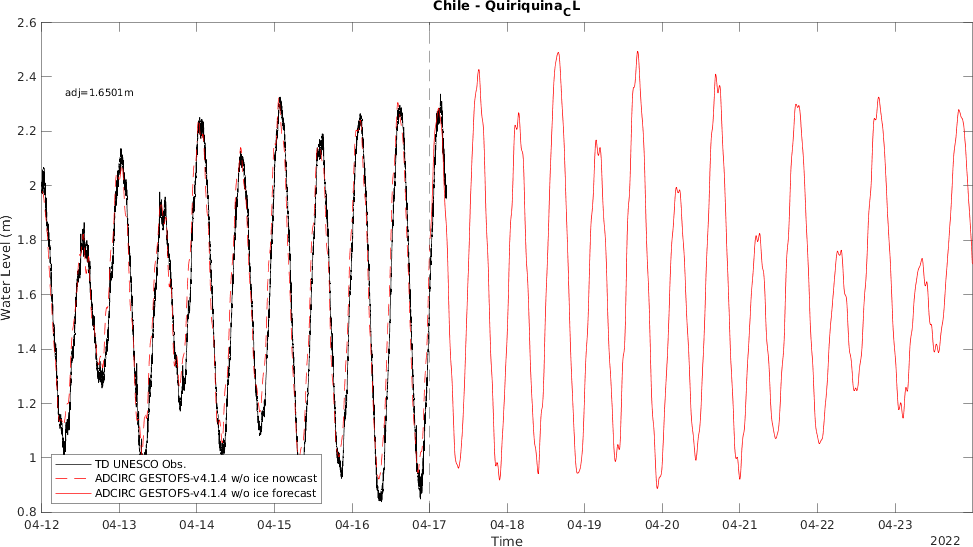 Chile - Quiriquina_CL
2.6
2.4
2.2
2
1.8
1.6
1.4
1.2
1
0.8
Water Level (m)
adj=1.6501m
TD UNESCO Obs.
ADCIRC GESTOFS-v4.1.4 w/o ice nowcast
ADCIRC GESTOFS-v4.1.4 w/o ice forecast
04-12 04-13 04-14 04-15 04-16 04-17 04-18 04-19 04-20 04-21 04-22 04-23
Time
2022